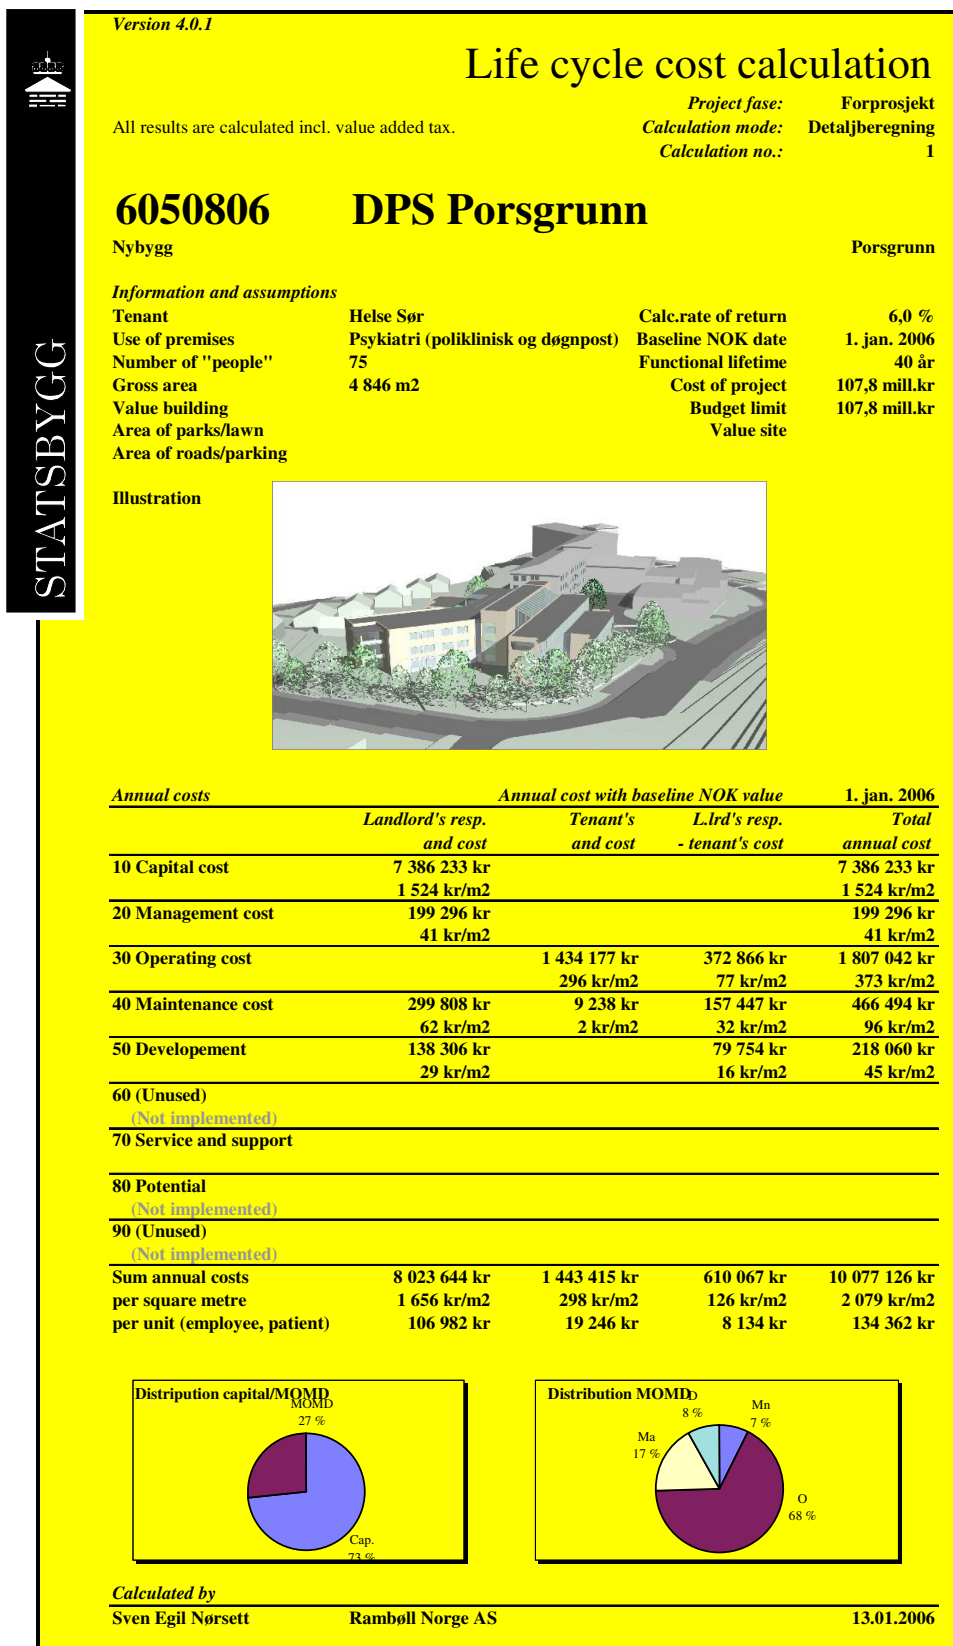 Version 4.0.1
STATSBYGG
Life cycle cost calculation
Project fase: Forprosjekt
All results are calculated incl. value added tax. Calculation mode: Detaljberegning
Calculation no.: 1
6050806 DPS Porsgrunn
Nybygg Porsgrunn
Information and assumptions
Tenant Helse Sør Calc.rate of return 6,0 %
Use of premises Psykiatri (poliklinisk og døgnpost) Baseline NOK date 1. jan. 2006
Number of "people" 75 Functional lifetime 40 år
Gross area 4 846 m2 Cost of project 107,8 mill.kr
Value building Budget limit 107,8 mill.kr
Area of parks/lawn Value site
Area of roads/parking
Illustration
Annual costs Annual cost with baseline NOK value 1. jan. 2006
Landlord's resp. Tenant's L.lrd's resp. Total
and cost and cost - tenant's cost annual cost
10 Capital cost 7 386 233 kr 7 386 233 kr
1 524 kr/m2 1 524 kr/m2
20 Management cost 199 296 kr 199 296 kr
41 kr/m2 41 kr/m2
30 Operating cost 1 434 177 kr 372 866 kr 1 807 042 kr
296 kr/m2 77 kr/m2 373 kr/m2
40 Maintenance cost 299 808 kr 9 238 kr 157 447 kr 466 494 kr
62 kr/m2 2 kr/m2 32 kr/m2 96 kr/m2
50 Developement 138 306 kr 79 754 kr 218 060 kr
29 kr/m2 16 kr/m2 45 kr/m2
60 (Unused)
(Not implemented)
70 Service and support
80 Potential
(Not implemented)
90 (Unused)
(Not implemented)
Sum annual costs 8 023 644 kr 1 443 415 kr 610 067 kr 10 077 126 kr
per square metre 1 656 kr/m2 298 kr/m2 126 kr/m2 2 079 kr/m2
per unit (employee, patient) 106 982 kr 19 246 kr 8 134 kr 134 362 kr
Distripution capital/MOMD
MOMD
27 %
Cap.
73 %
Distribution MOMD
D
8 %
Mn
7 %
Ma
17 %
O
68 %
Calculated by
Sven Egil Nørsett Rambøll Norge AS 13.01.2006